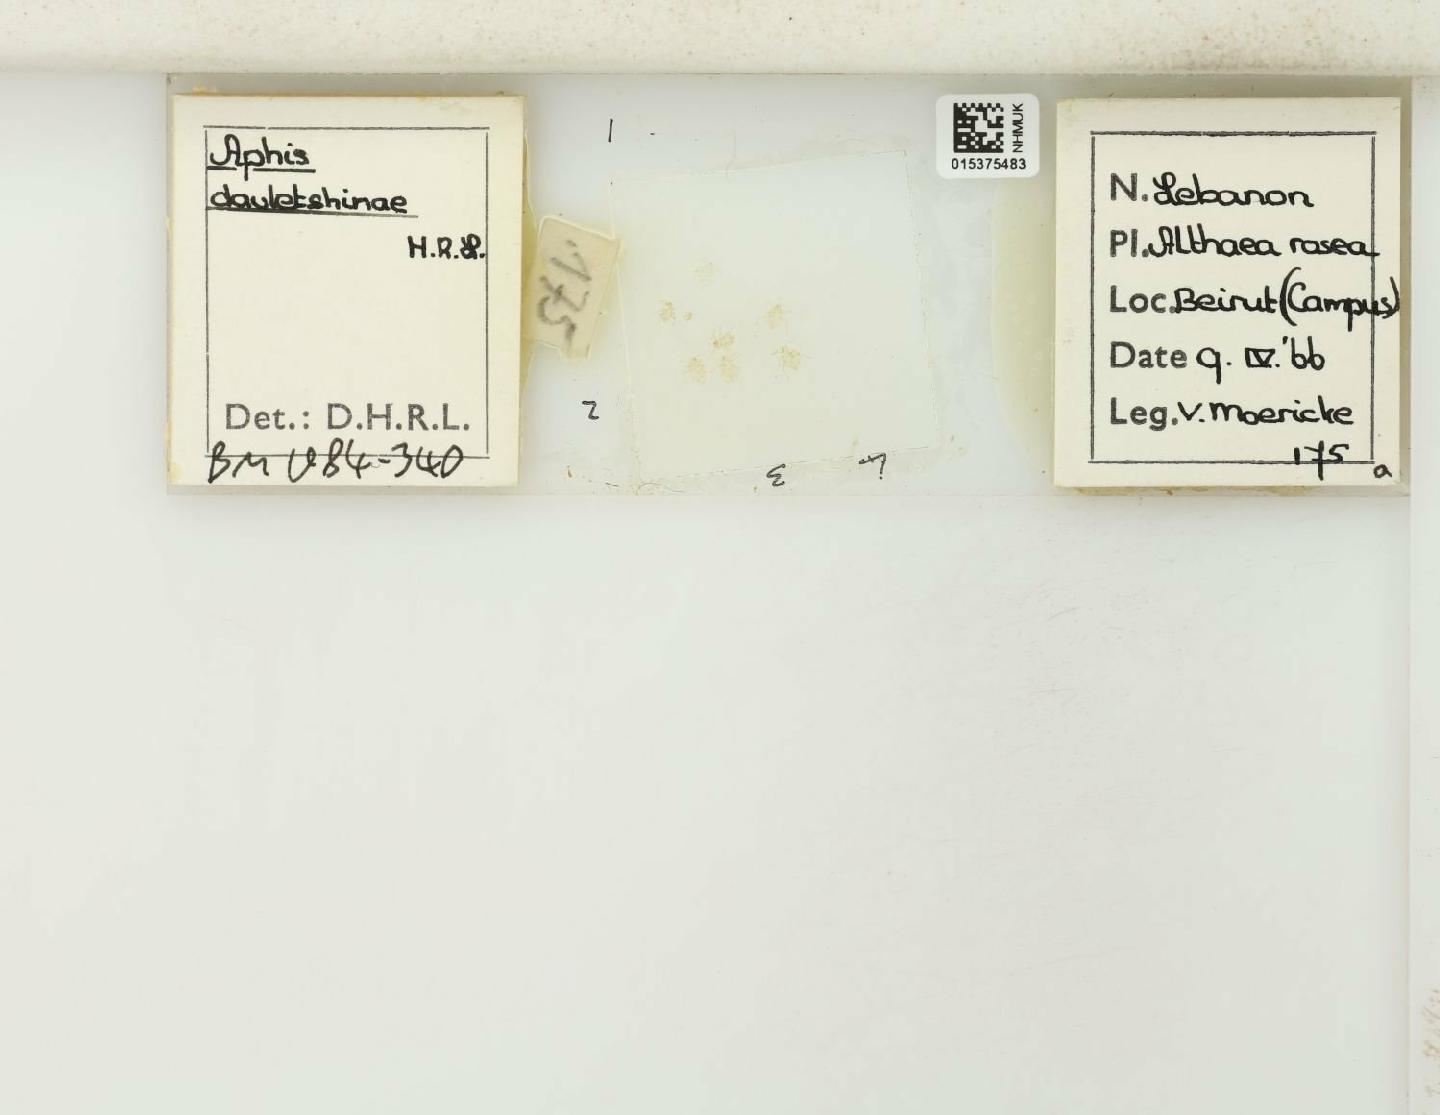 Aphis
davletshinae
H.R.L.
Det.: D.H.R.L.
BM 1984-340
175
1
2
3
4
NHMUK
015375483
N. Lebanon
Pl. Althaea rosea
Loc. Beirut (Campus)
Date 9. IV. '66
Leg. V. Moericke
175
a